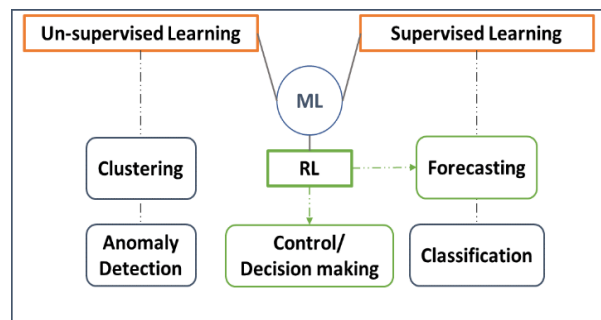 Un-supervised Learning
Supervised Learning
ML
Clustering
RL
Forecasting
Anomaly
Detection
Control/
Decision making
Classification